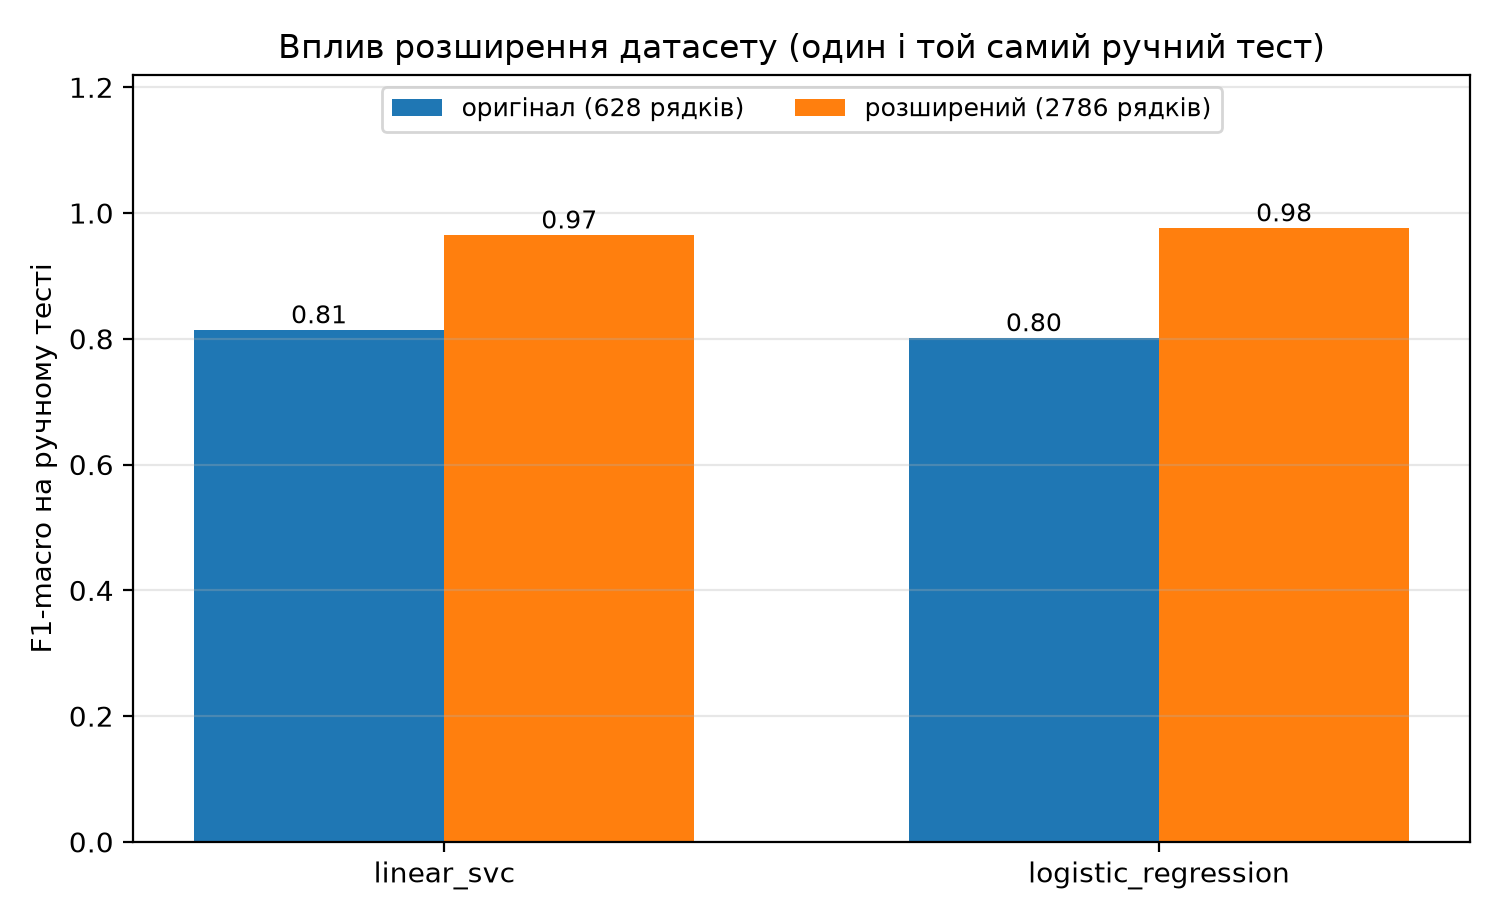 Вплив розширення датасету (один і той самий ручний тест)
оригінал (628 рядків)
розширений (2786 рядків)
F1-macro на ручному тесті
1.2
1.0
0.8
0.6
0.4
0.2
0.0
0.81
0.97
0.80
0.98
linear_svc
logistic_regression